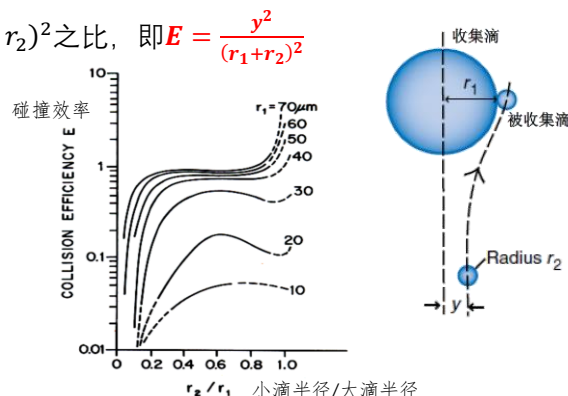 r₂)²之比，即E = y²/(r₁+r₂)²
碰撞效率
COLLISION EFFICIENCY E
10
1
0.1
0.01
r₁=70μm
60
50
40
30
20
10
0 0.2 0.4 0.6 0.8 1.0
r₂/r₁ 小滴半径/大滴半径
收集滴
r₁
被收集滴
Radius r₂
y